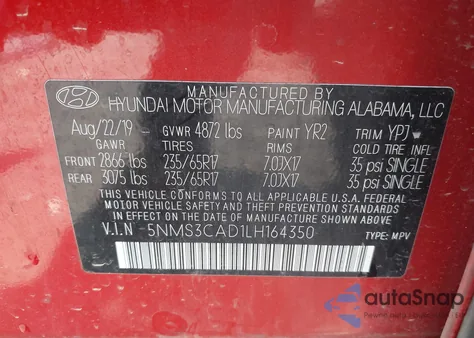 MANUFACTURED BY
HYUNDAI MOTOR MANUFACTURING ALABAMA, LLC
Aug/22/19 GVWR 4872 lbs PAINT YR2 TRIM YPJ
GAWR TIRES RIMS COLD TIRE INFL
FRONT 2866 lbs 235/65R17 7.0JX17 35 psi SINGLE
REAR 3075 lbs 235/65R17 7.0JX17 35 psi SINGLE
THIS VEHICLE CONFORMS TO ALL APPLICABLE U.S.A. FEDERAL
MOTOR VEHICLE SAFETY AND THEFT PREVENTION STANDARDS
IN EFFECT ON THE DATE OF MANUFACTURE SHOWN ABOVE.
V.I.N 5NMS3CAD1LH164350 TYPE: MPV
autoSnap